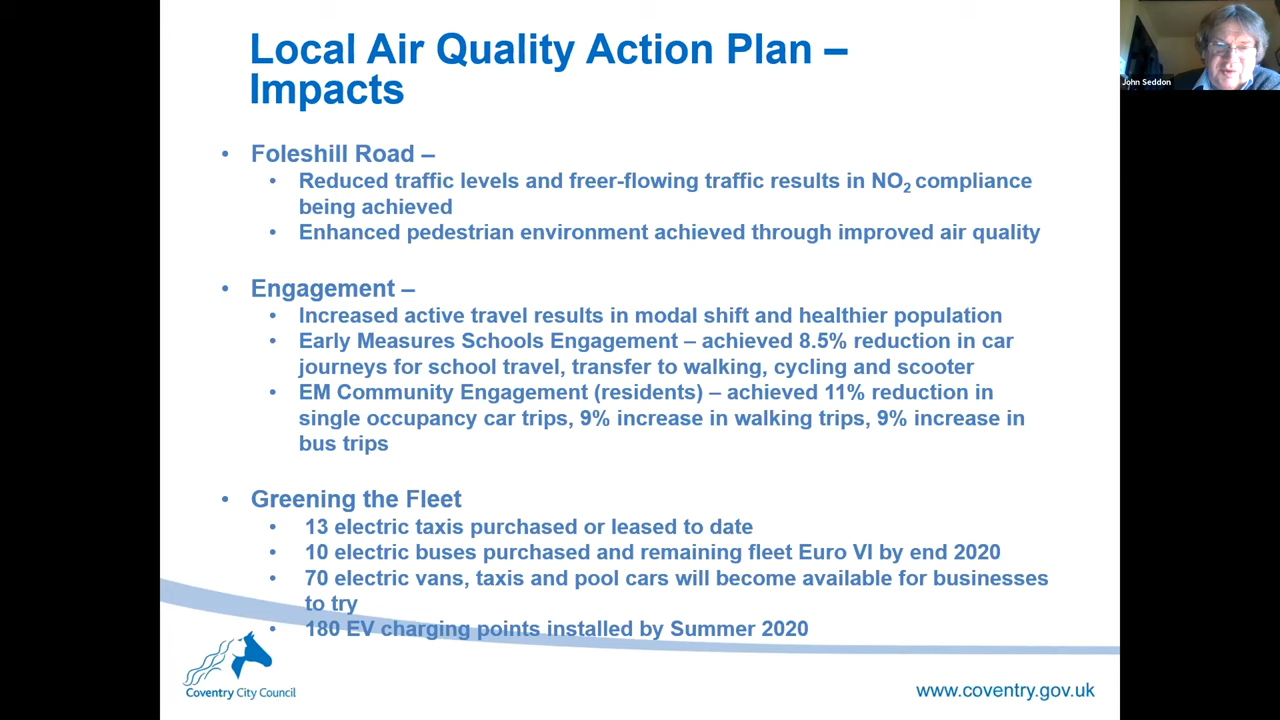 Local Air Quality Action Plan –
Impacts
John Seddon
• Foleshill Road –
• Reduced traffic levels and freer-flowing traffic results in NO₂ compliance
being achieved
• Enhanced pedestrian environment achieved through improved air quality
• Engagement –
• Increased active travel results in modal shift and healthier population
• Early Measures Schools Engagement – achieved 8.5% reduction in car
journeys for school travel, transfer to walking, cycling and scooter
• EM Community Engagement (residents) – achieved 11% reduction in
single occupancy car trips, 9% increase in walking trips, 9% increase in
bus trips
• Greening the Fleet
• 13 electric taxis purchased or leased to date
• 10 electric buses purchased and remaining fleet Euro VI by end 2020
• 70 electric vans, taxis and pool cars will become available for businesses
to try
• 180 EV charging points installed by Summer 2020
Coventry City Council
www.coventry.gov.uk